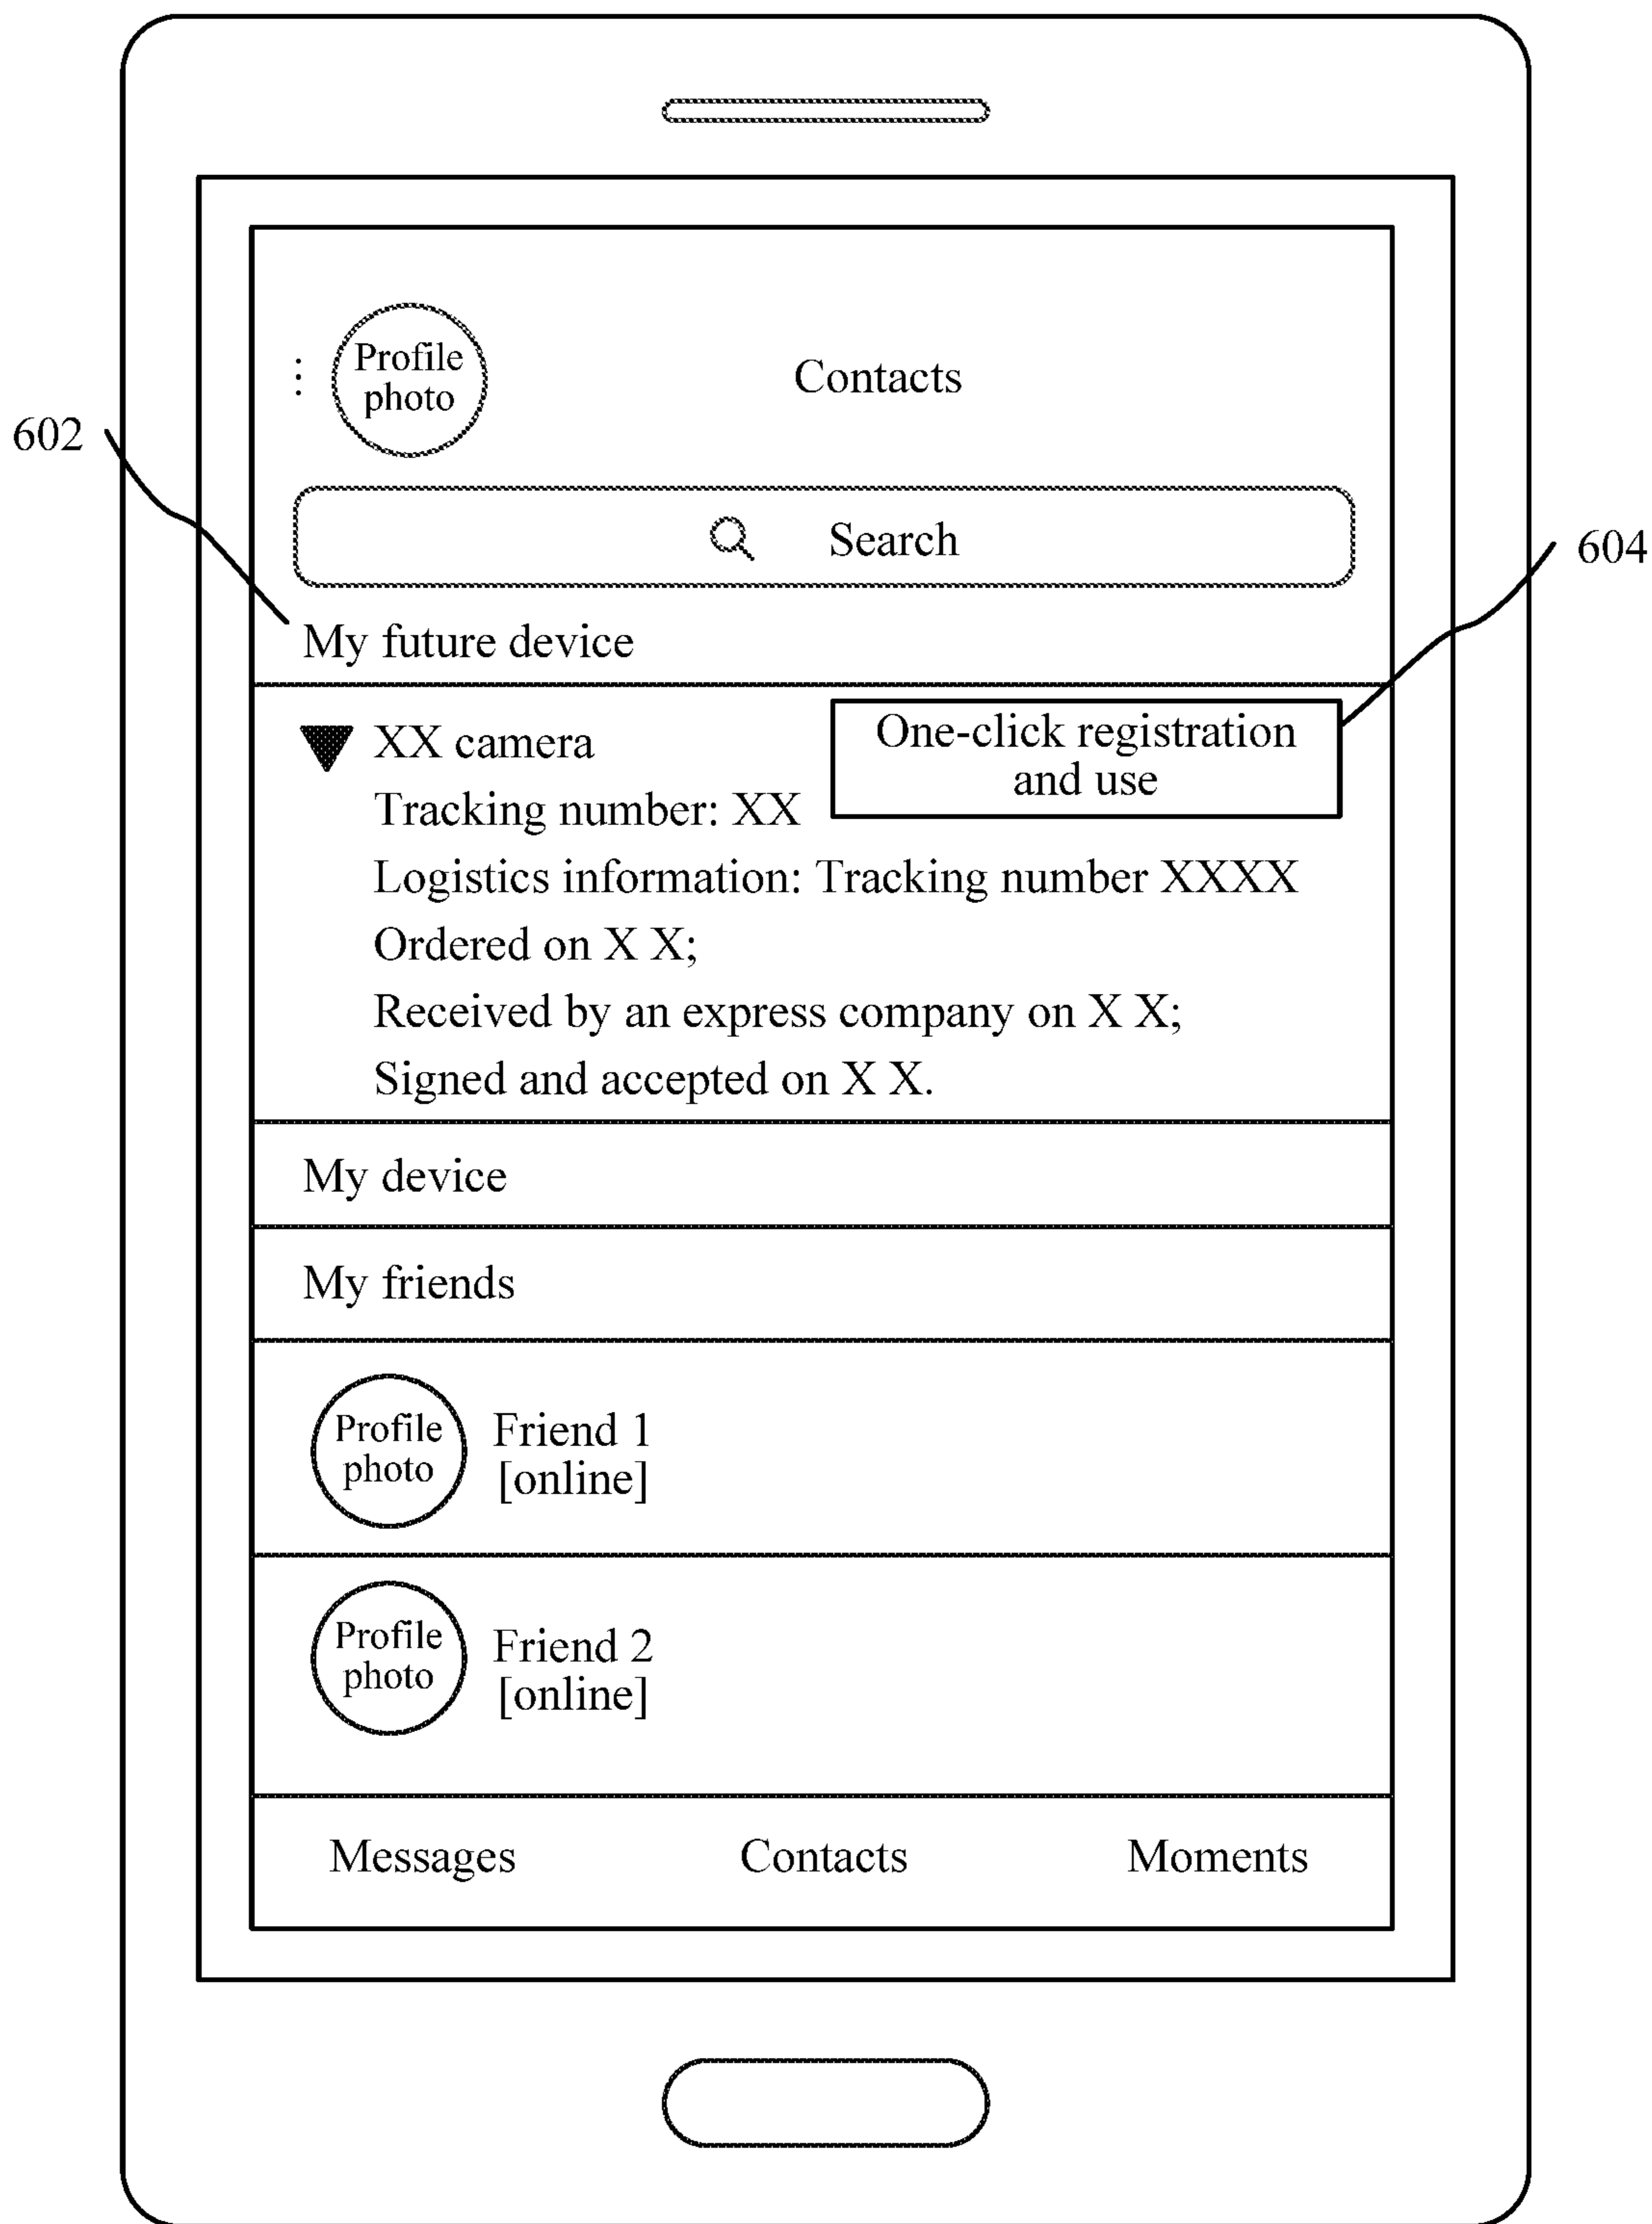 Profile
photo
Contacts
602
Search
604
My future device
XX camera
One-click registration
and use
Tracking number: XX
Logistics information: Tracking number XXXX
Ordered on X X;
Received by an express company on X X;
Signed and accepted on X X.
My device
My friends
Profile
photo
Friend 1
[online]
Profile
photo
Friend 2
[online]
Messages
Contacts
Moments